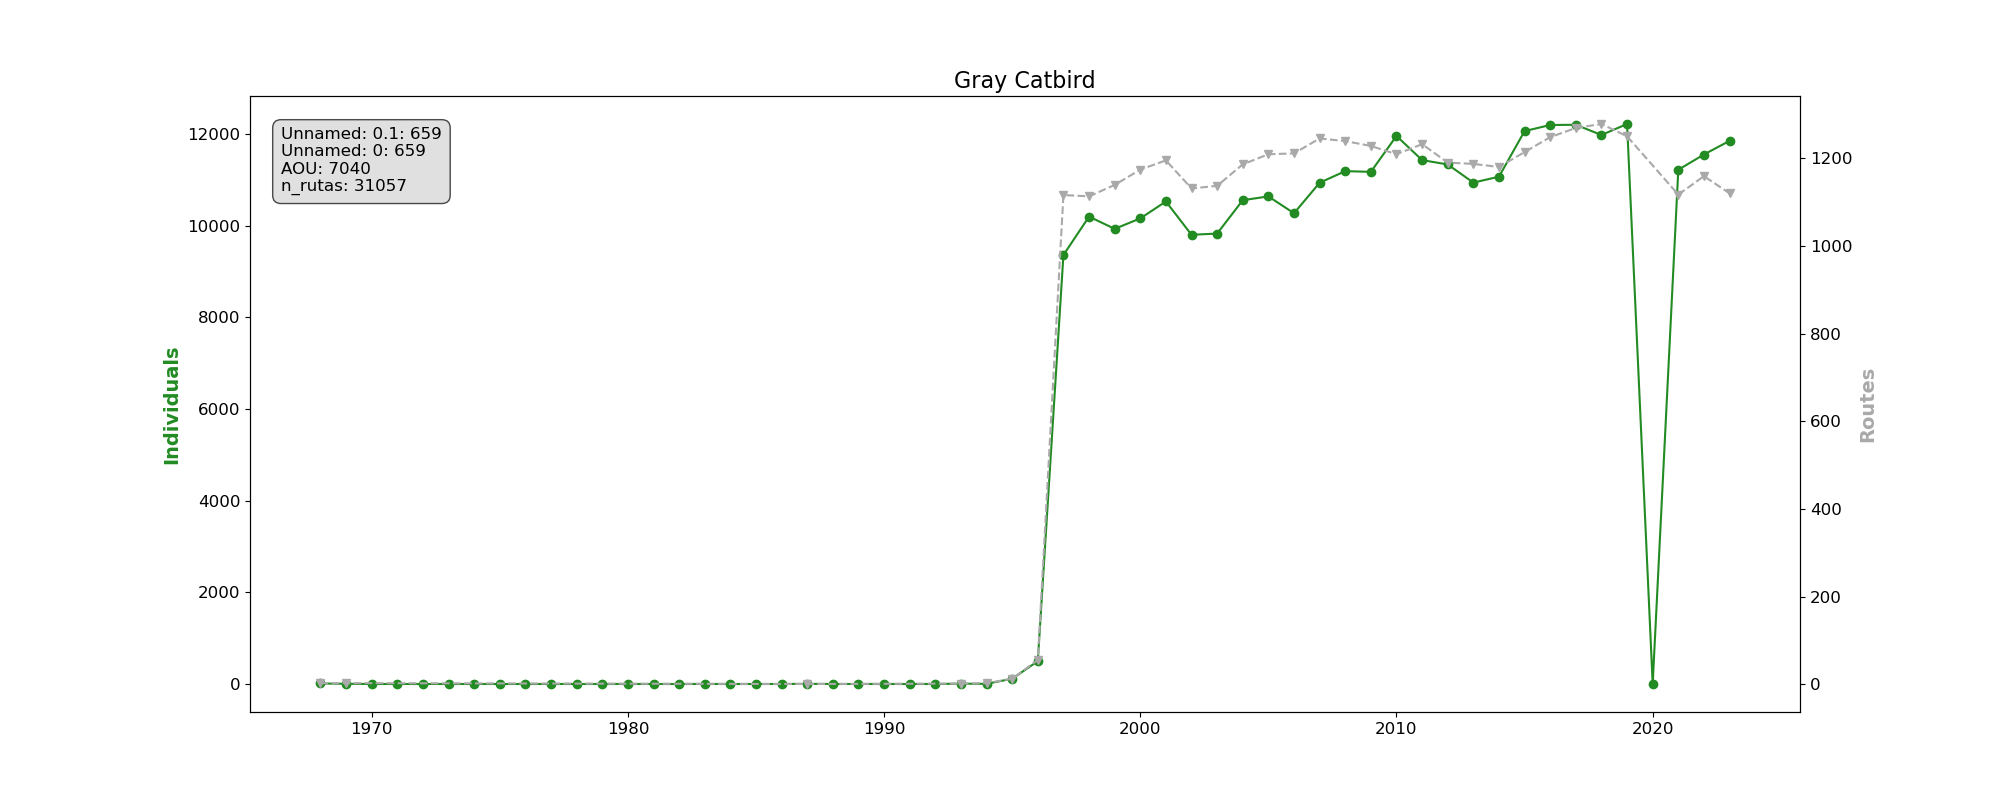 Gray Catbird
Unnamed: 0.1: 659
Unnamed: 0: 659
AOU: 7040
n_rutas: 31057
12000
10000
8000
6000
4000
2000
0
Individuals
1200
1000
800
600
400
200
0
Routes
1970 1980 1990 2000 2010 2020